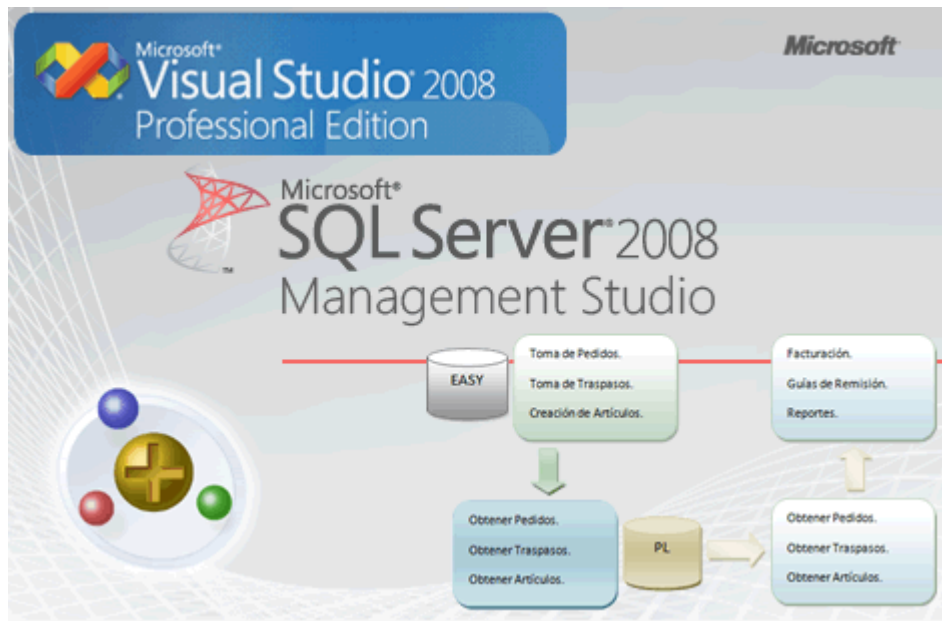 Microsoft®
Visual Studio® 2008
Professional Edition
Microsoft
Microsoft®
SQL Server® 2008
™
Management Studio
EASY
Toma de Pedidos.
Toma de Traspasos.
Creación de Artículos.
Facturación.
Guías de Remisión.
Reportes.
Obtener Pedidos.
Obtener Traspasos.
Obtener Artículos.
PL
Obtener Pedidos.
Obtener Traspasos.
Obtener Artículos.